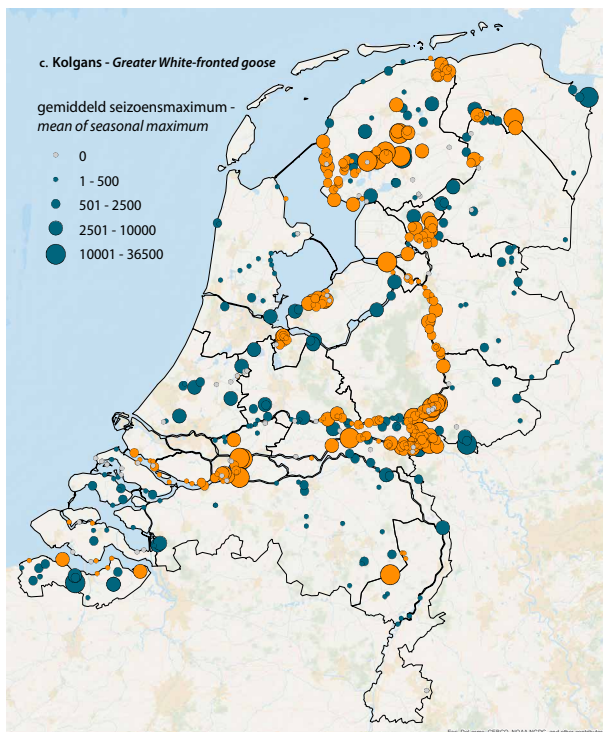 c. Kolgans - Greater White-fronted goose
gemiddeld seizoensmaximum -
mean of seasonal maximum
0
1 - 500
501 - 2500
2501 - 10000
10001 - 36500